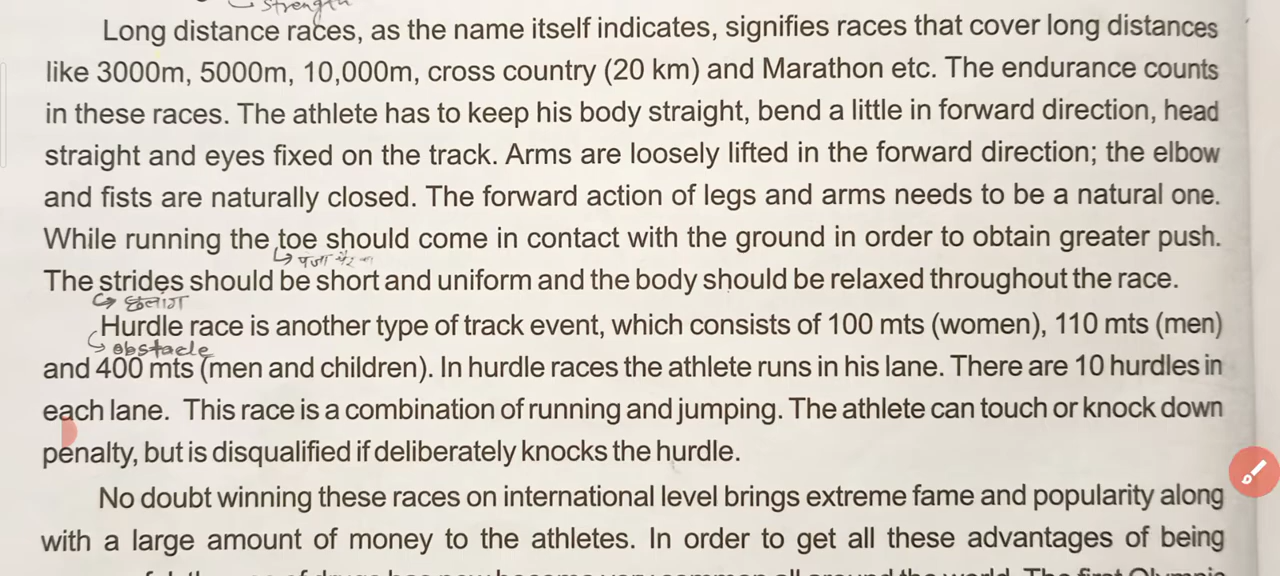 strength
Long distance races, as the name itself indicates, signifies races that cover long distances
like 3000m, 5000m, 10,000m, cross country (20 km) and Marathon etc. The endurance counts
in these races. The athlete has to keep his body straight, bend a little in forward direction, head
straight and eyes fixed on the track. Arms are loosely lifted in the forward direction; the elbow
and fists are naturally closed. The forward action of legs and arms needs to be a natural one.
While running the toe should come in contact with the ground in order to obtain greater push.
पंजा
The strides should be short and uniform and the body should be relaxed throughout the race.
छलांग
Hurdle race is another type of track event, which consists of 100 mts (women), 110 mts (men)
obstacle
and 400 mts (men and children). In hurdle races the athlete runs in his lane. There are 10 hurdles in
each lane. This race is a combination of running and jumping. The athlete can touch or knock down
penalty, but is disqualified if deliberately knocks the hurdle.
No doubt winning these races on international level brings extreme fame and popularity along
with a large amount of money to the athletes. In order to get all these advantages of being